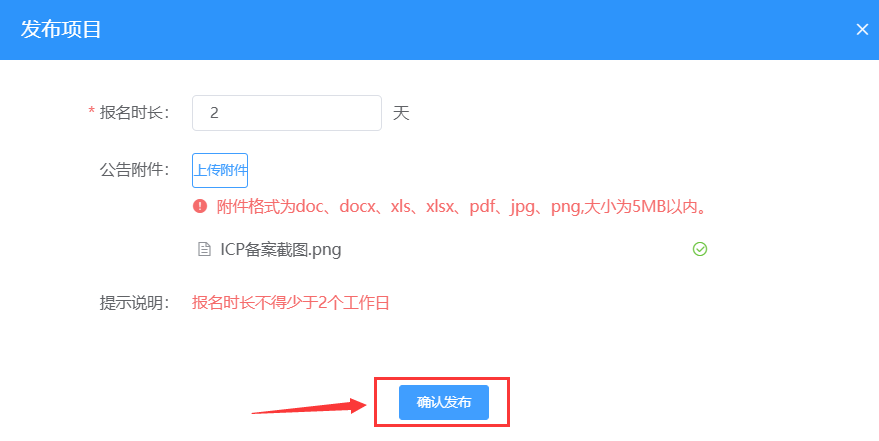 发布项目
* 报名时长： 2 天
公告附件： 上传附件
附件格式为doc、docx、xls、xlsx、pdf、jpg、png,大小为5MB以内。
ICP备案截图.png
提示说明： 报名时长不得少于2个工作日
确认发布